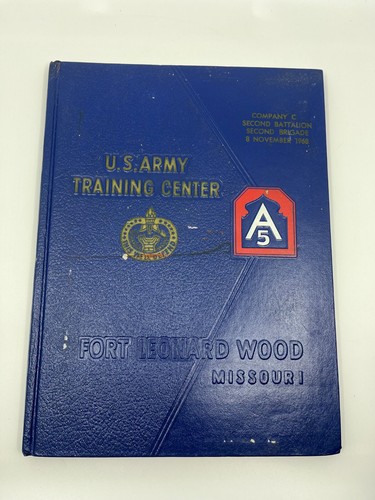 COMPANY C
SECOND BATTALION
SECOND BRIGADE
8 NOVEMBER 1968
U.S. ARMY
TRAINING CENTER
A
5
FORT LEONARD WOOD
MISSOURI